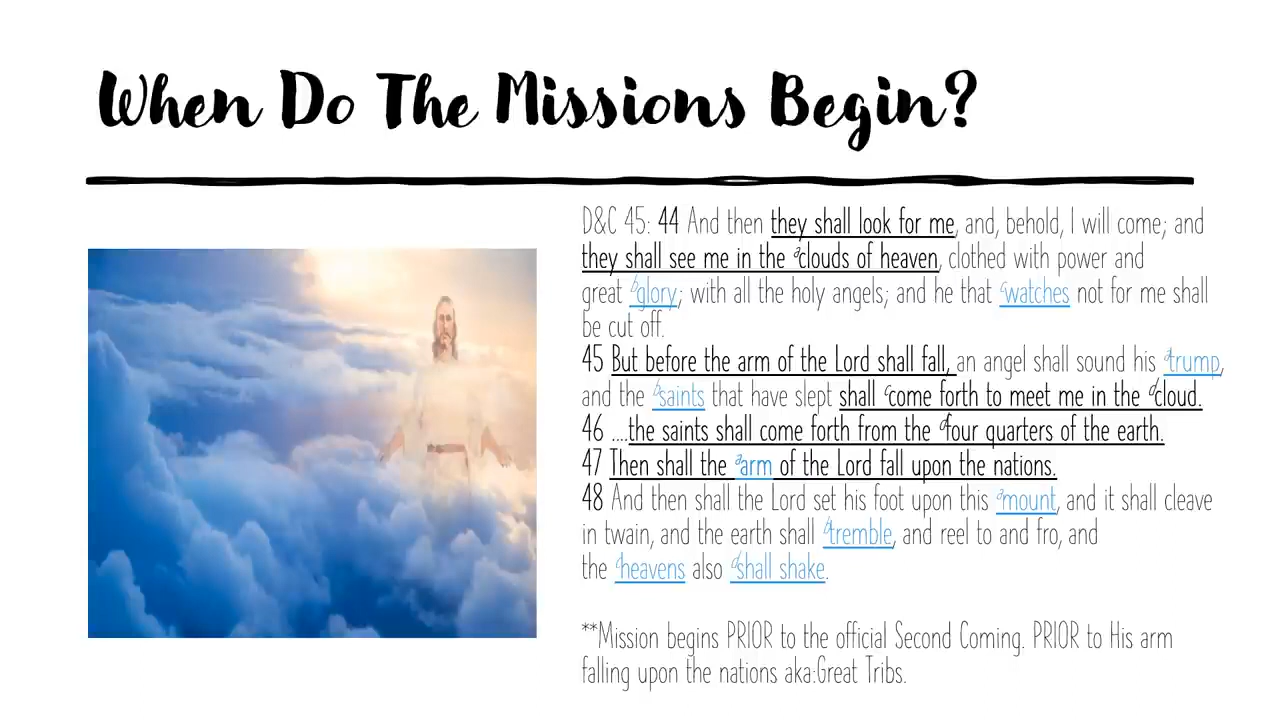 When Do The Missions Begin?
D&C 45: 44 And then they shall look for me, and, behold, I will come; and
they shall see me in the aclouds of heaven, clothed with power and
great bglory; with all the holy angels; and he that cwatches not for me shall
be cut off.
45 But before the arm of the Lord shall fall, an angel shall sound his atrump,
and the bsaints that have slept shall ccome forth to meet me in the dcloud.
46 ....the saints shall come forth from the dfour quarters of the earth.
47 Then shall the aarm of the Lord fall upon the nations.
48 And then shall the Lord set his foot upon this amount, and it shall cleave
in twain, and the earth shall btremble, and reel to and fro, and
the cheavens also dshall shake.
**Mission begins PRIOR to the official Second Coming. PRIOR to His arm
falling upon the nations aka:Great Tribs.